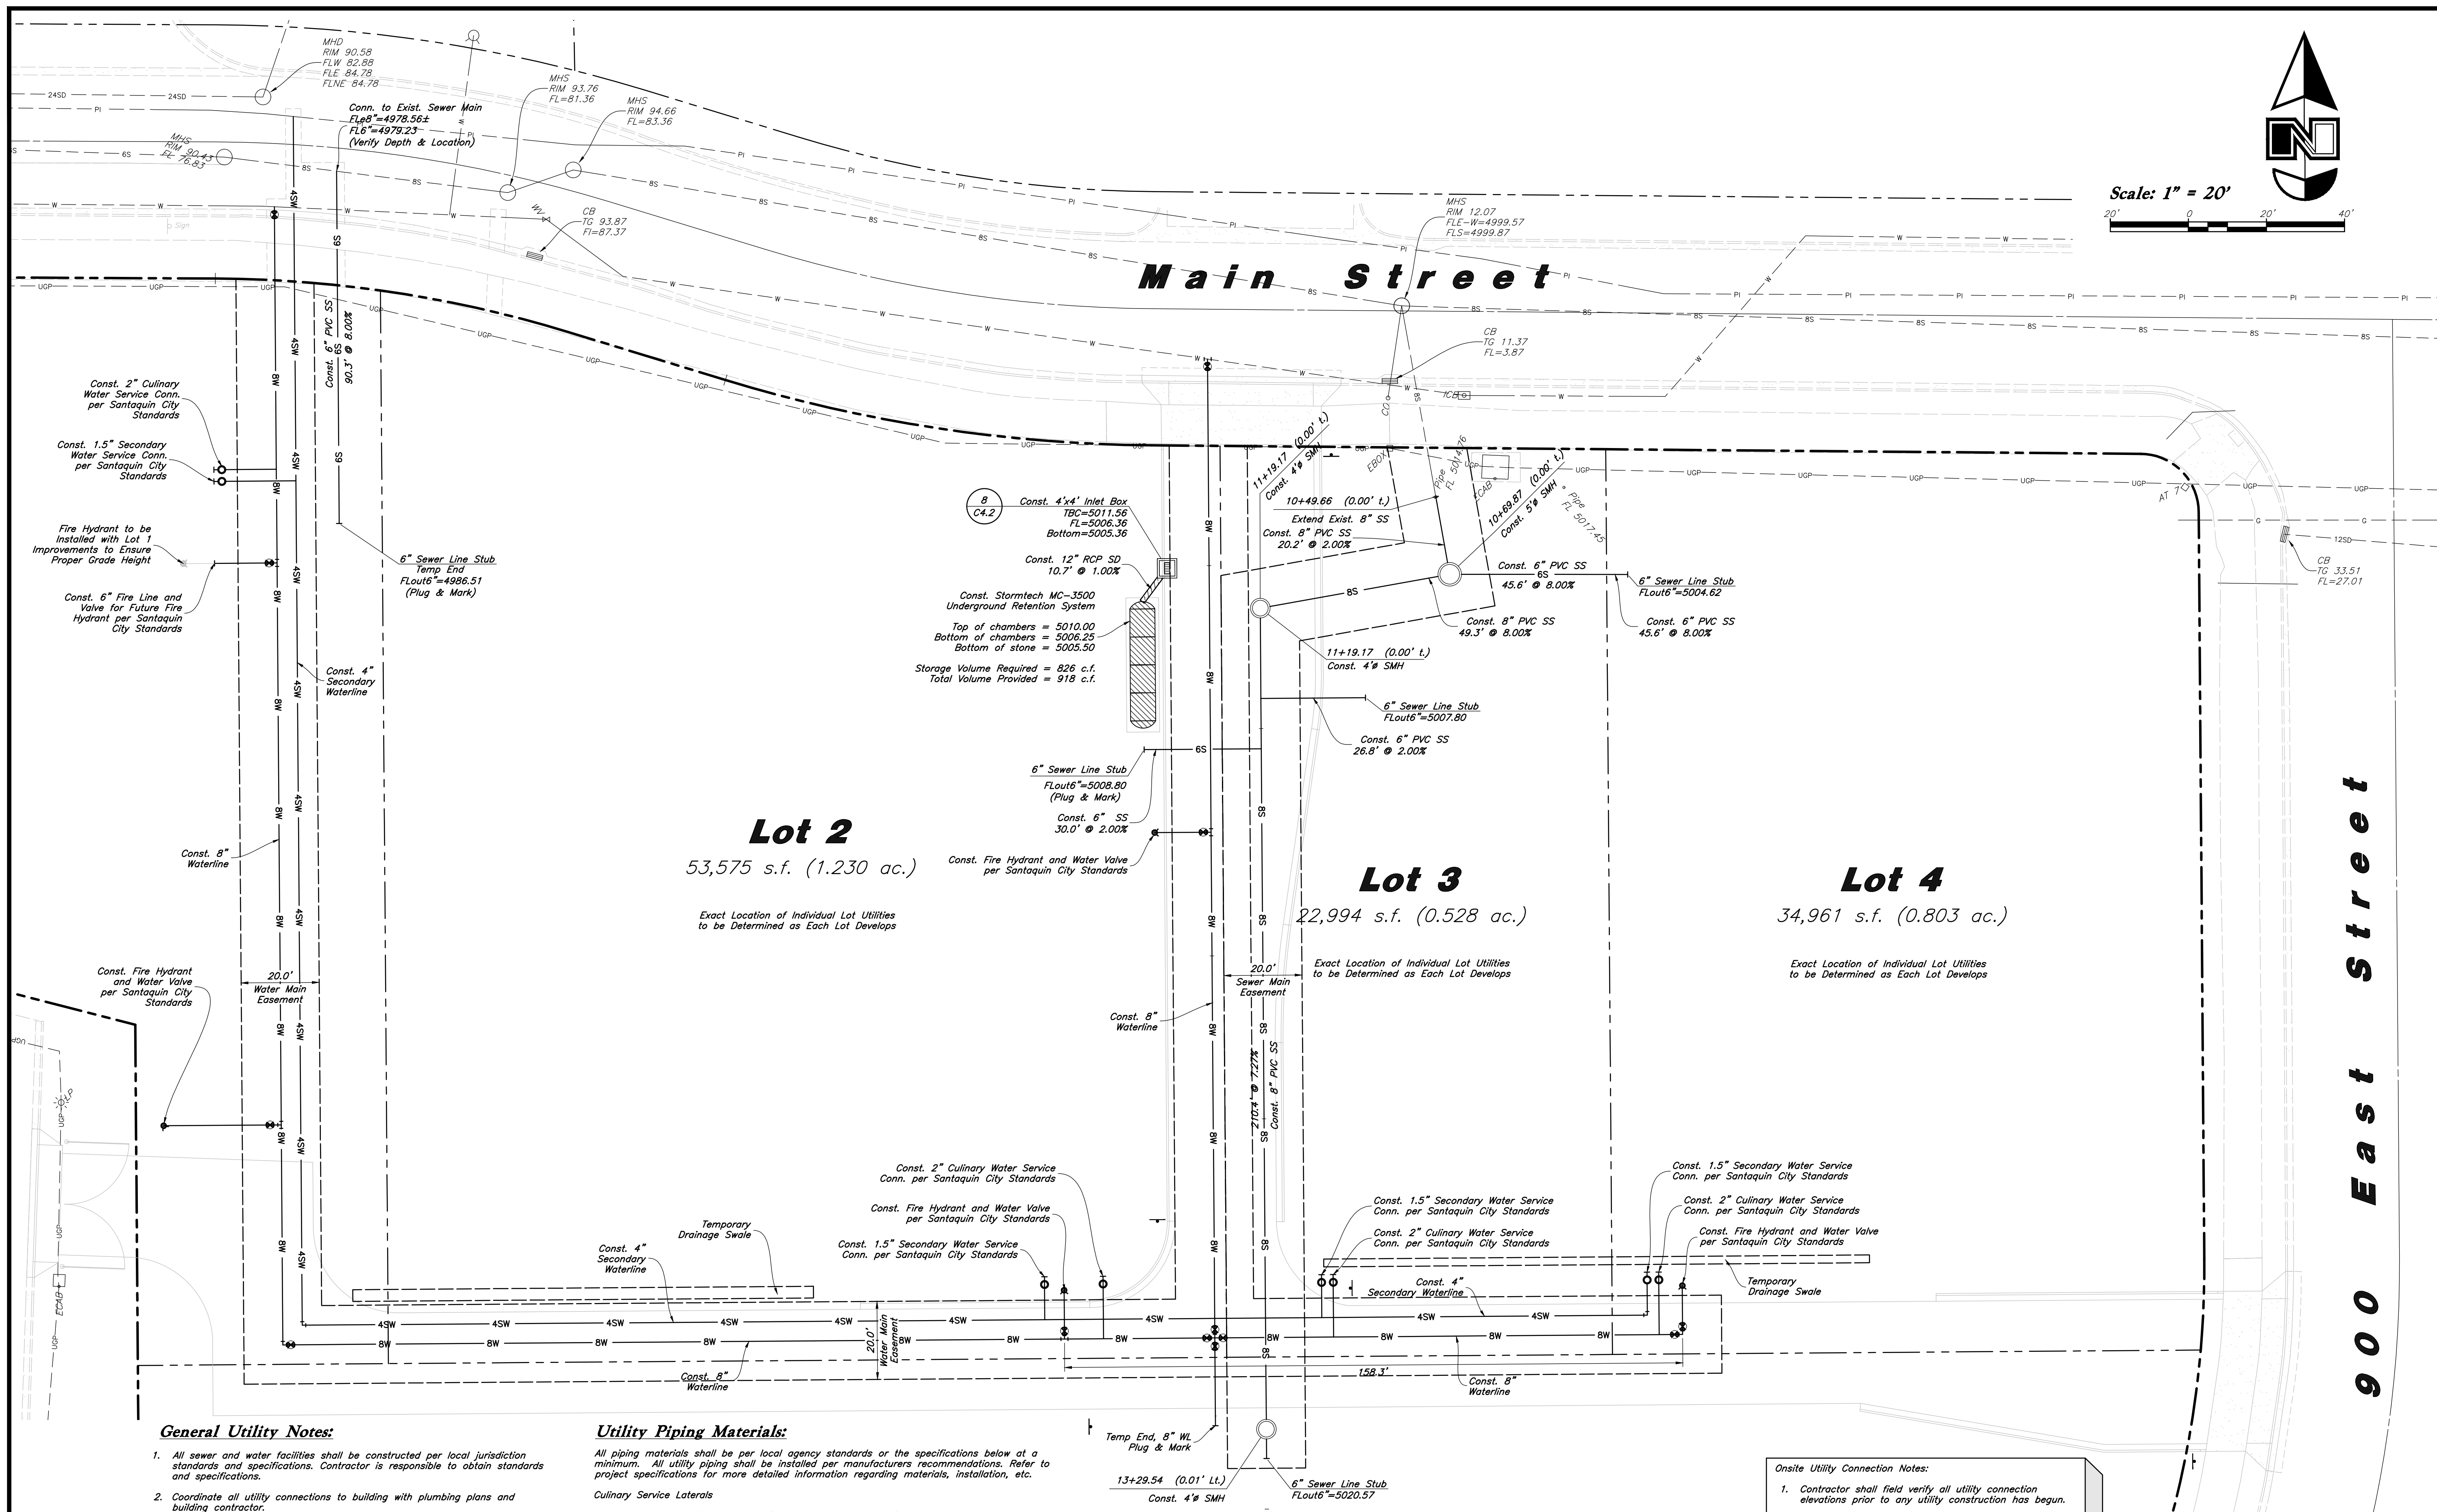 MHD
RIM 90.58
FLW 82.88
FLE 84.78
FLNE 84.78
MHS
RIM 93.76
FL=81.36
MHS
RIM 94.66
FL=83.36
Conn. to Exist. Sewer Main
FLe8"=4978.56±
FL6"=4979.23
(Verify Depth & Location)
MHS
RIM 90.43
FL 76.83
CB
TG 93.87
Fl=87.37
WV
Sign
MHS
RIM 12.07
FLE-W=4999.57
FLS=4999.87
Scale: 1" = 20'
20' 0 20' 40'
N
Main Street
CB
TG 11.37
FL=3.87
ICB
CO
EBOX
ECAB
AT 7
Const. 6" PVC SS
90.3' @ 8.00%
Const. 2" Culinary
Water Service Conn.
per Santaquin City
Standards
Const. 1.5" Secondary
Water Service Conn.
per Santaquin City
Standards
Fire Hydrant to be
Installed with Lot 1
Improvements to Ensure
Proper Grade Height
Const. 6" Fire Line and
Valve for Future Fire
Hydrant per Santaquin
City Standards
6" Sewer Line Stub
Temp End
FLout6"=4986.51
(Plug & Mark)
Const. 4"
Secondary
Waterline
8
C4.2
Const. 4'x4' Inlet Box
TBC=5011.56
FL=5006.36
Bottom=5005.36
Const. 12" RCP SD
10.7' @ 1.00%
Const. Stormtech MC-3500
Underground Retention System
Top of chambers = 5010.00
Bottom of chambers = 5006.25
Bottom of stone = 5005.50
Storage Volume Required = 826 c.f.
Total Volume Provided = 918 c.f.
11+19.17 (0.00' t.)
Const. 4'ø SMH
10+49.66 (0.00' t.)
Extend Exist. 8" SS
Const. 8" PVC SS
20.2' @ 2.00%
Pipe
FL 5014.76
10+69.87 (0.00' t.)
Const. 5'ø SMH
Pipe
FL 5017.45
Const. 6" PVC SS
45.6' @ 8.00%
6" Sewer Line Stub
FLout6"=5004.62
Const. 8" PVC SS
49.3' @ 8.00%
Const. 6" PVC SS
45.6' @ 8.00%
11+19.17 (0.00' t.)
Const. 4'ø SMH
6" Sewer Line Stub
FLout6"=5007.80
Const. 6" PVC SS
26.8' @ 2.00%
CB
TG 33.51
FL=27.01
6" Sewer Line Stub
FLout6"=5008.80
(Plug & Mark)
Const. 6" SS
30.0' @ 2.00%
Const. Fire Hydrant and Water Valve
per Santaquin City Standards
Const. 8"
Waterline
Lot 2
53,575 s.f. (1.230 ac.)
Exact Location of Individual Lot Utilities
to be Determined as Each Lot Develops
Lot 3
22,994 s.f. (0.528 ac.)
Exact Location of Individual Lot Utilities
to be Determined as Each Lot Develops
Lot 4
34,961 s.f. (0.803 ac.)
Exact Location of Individual Lot Utilities
to be Determined as Each Lot Develops
900 East Street
Const. Fire Hydrant
and Water Valve
per Santaquin City
Standards
20.0'
Water Main
Easement
20.0'
Sewer Main
Easement
Const. 8"
Waterline
210.4' @ 7.27%
Const. 8" PVC SS
LP
ECAB
Const. 2" Culinary Water Service
Conn. per Santaquin City Standards
Const. Fire Hydrant and Water Valve
per Santaquin City Standards
Const. 1.5" Secondary Water Service
Conn. per Santaquin City Standards
Temporary
Drainage Swale
Const. 4"
Secondary
Waterline
Const. 1.5" Secondary Water Service
Conn. per Santaquin City Standards
Const. 2" Culinary Water Service
Conn. per Santaquin City Standards
Const. 1.5" Secondary Water Service
Conn. per Santaquin City Standards
Const. 2" Culinary Water Service
Conn. per Santaquin City Standards
Const. Fire Hydrant and Water Valve
per Santaquin City Standards
Const. 4"
Secondary Waterline
Temporary
Drainage Swale
20.0'
Water Main
Easement
Const. 8"
Waterline
158.3'
Const. 8"
Waterline
Temp End, 8" WL
Plug & Mark
13+29.54 (0.01' Lt.)
Const. 4'ø SMH
6" Sewer Line Stub
FLout6"=5020.57
General Utility Notes:
1. All sewer and water facilities shall be constructed per local jurisdiction
standards and specifications. Contractor is responsible to obtain standards
and specifications.
2. Coordinate all utility connections to building with plumbing plans and
building contractor.
Utility Piping Materials:
All piping materials shall be per local agency standards or the specifications below at a
minimum. All utility piping shall be installed per manufacturers recommendations. Refer to
project specifications for more detailed information regarding materials, installation, etc.
Culinary Service Laterals
Onsite Utility Connection Notes:
1. Contractor shall field verify all utility connection
elevations prior to any utility construction has begun.